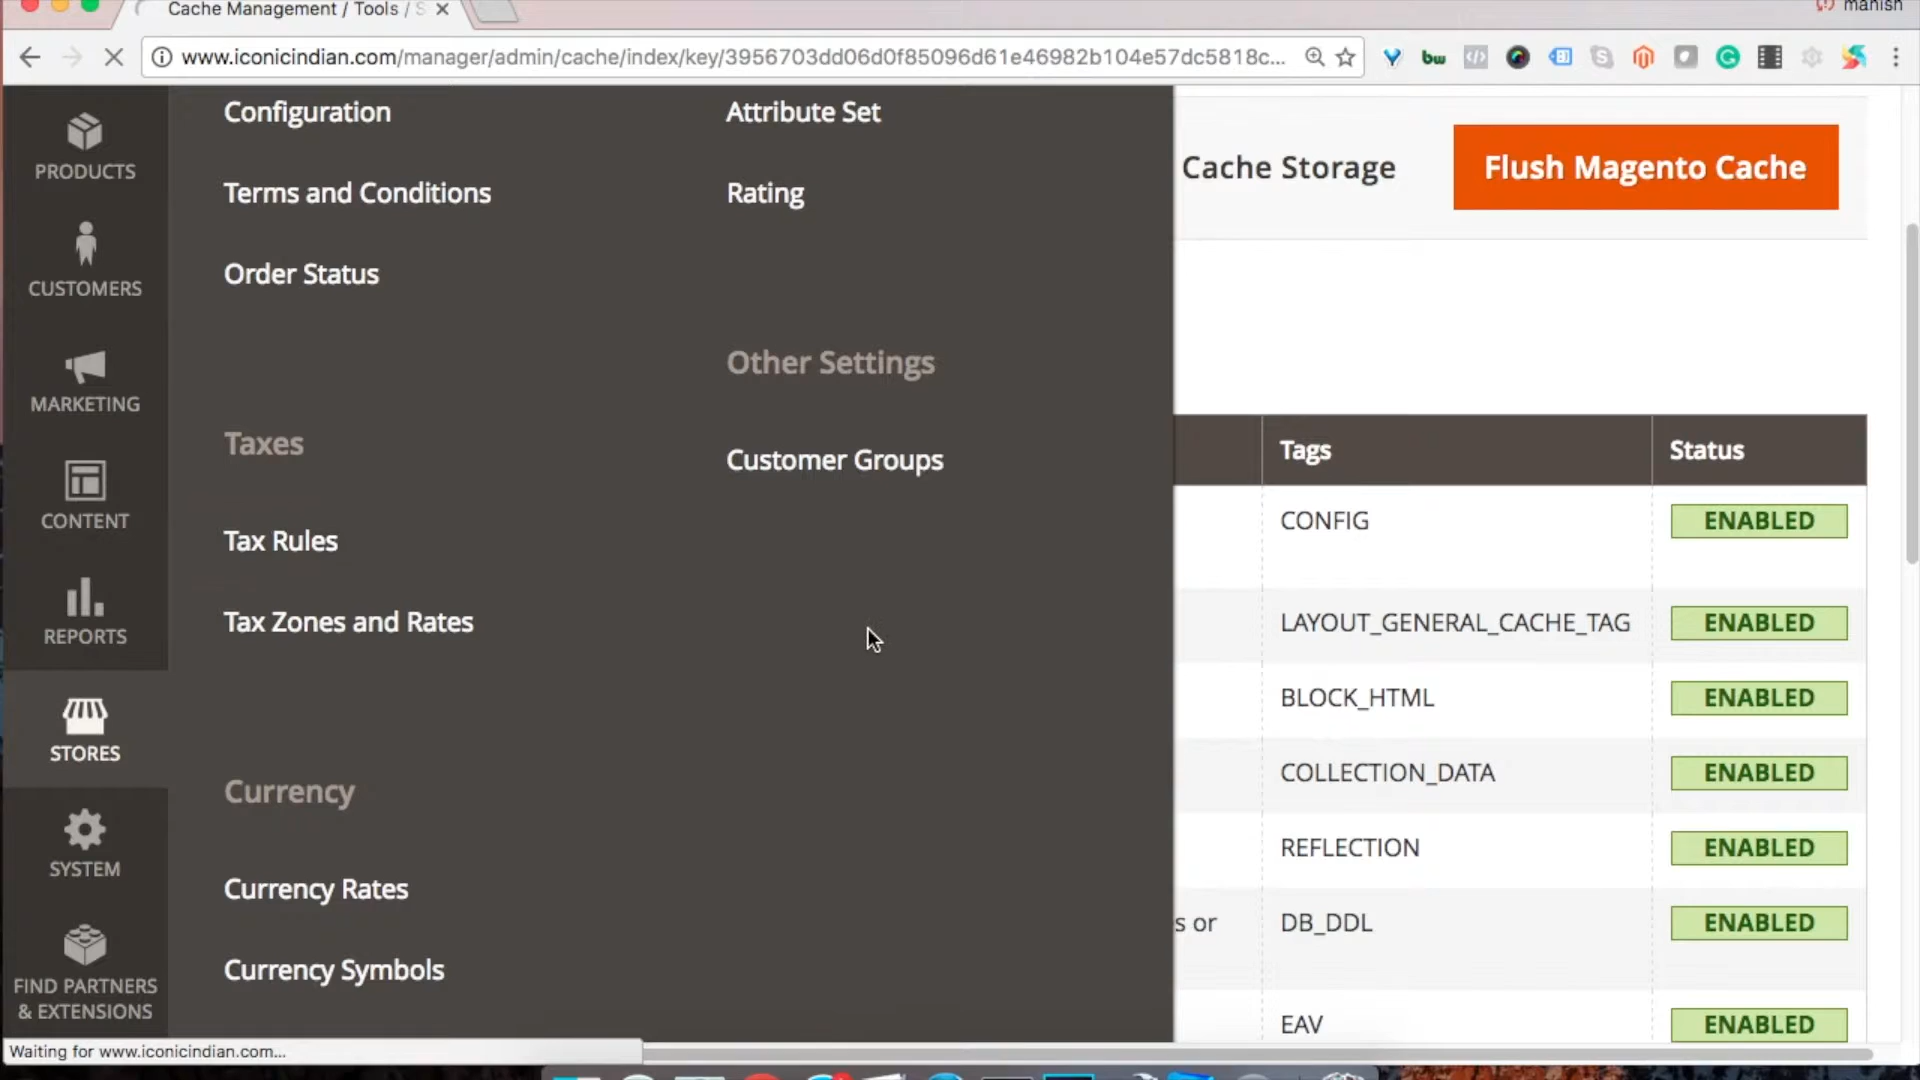 Cache Management / Tools / S
manish
www.iconicindian.com/manager/admin/cache/index/key/3956703dd06d0f85096d61e46982b104e57dc5818c...
bw
PRODUCTS
CUSTOMERS
MARKETING
CONTENT
REPORTS
STORES
SYSTEM
FIND PARTNERS
& EXTENSIONS
Configuration
Terms and Conditions
Order Status
Taxes
Tax Rules
Tax Zones and Rates
Currency
Currency Rates
Currency Symbols
Attribute Set
Rating
Other Settings
Customer Groups
Cache Storage
Flush Magento Cache
Tags Status
CONFIG ENABLED
LAYOUT_GENERAL_CACHE_TAG ENABLED
BLOCK_HTML ENABLED
COLLECTION_DATA ENABLED
REFLECTION ENABLED
s or DB_DDL ENABLED
EAV ENABLED
Waiting for www.iconicindian.com...